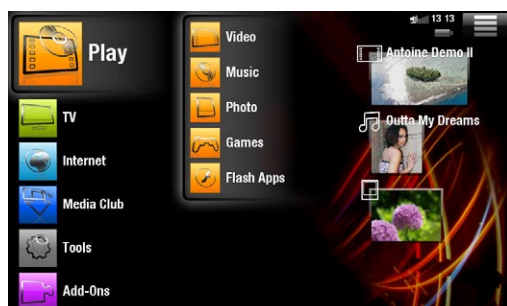 13 13
Play
TV
Internet
Media Club
Tools
Add-Ons
Video
Music
Photo
Games
Flash Apps
Antoine Demo II
Outta My Dreams